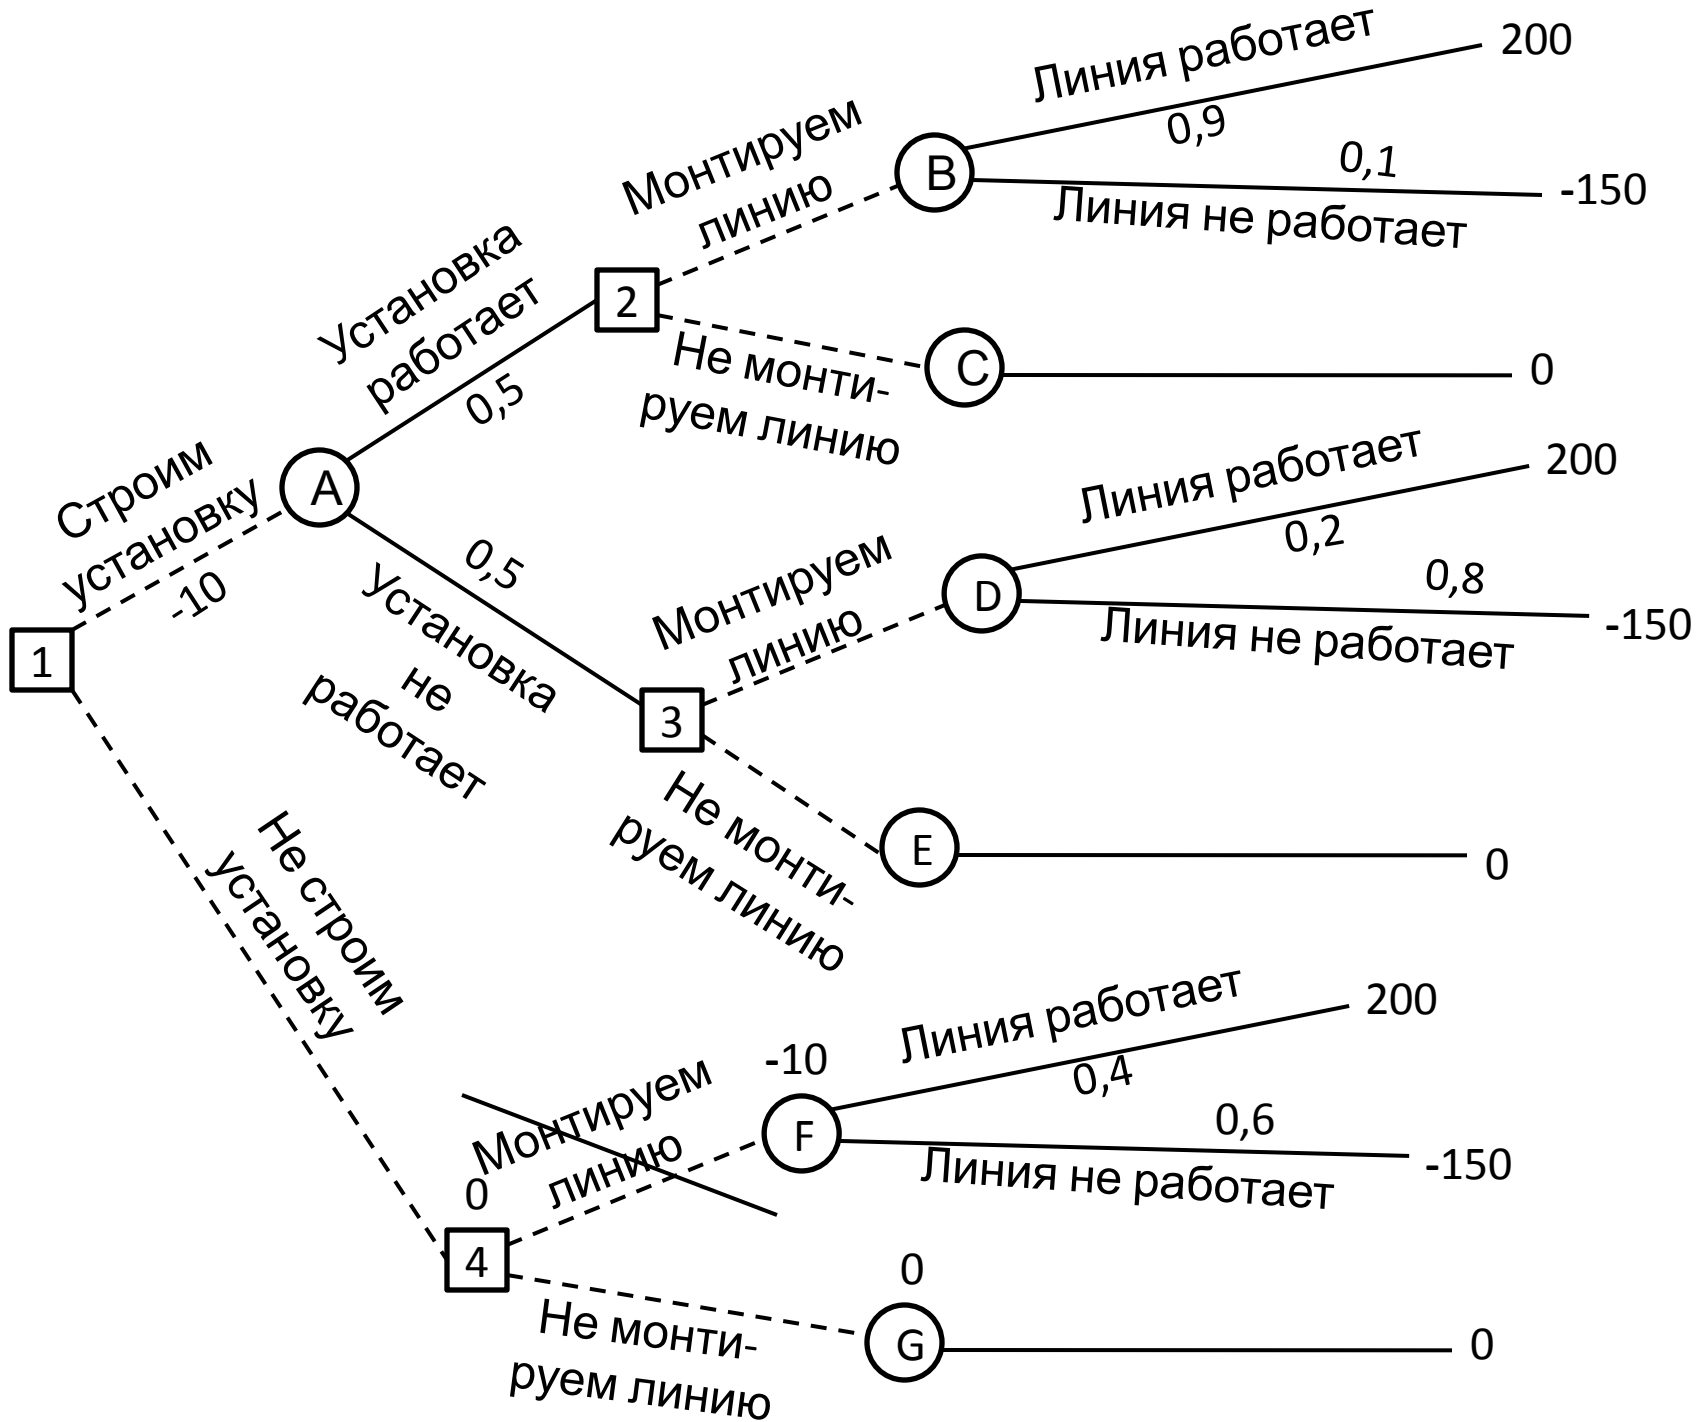 Линия работает
200
0,9
Монтируем
линию
B
0,1
-150
Линия не работает
Установка
работает
0,5
2
Не монти-
руем линию
C
0
Строим
установку
-10
A
Линия работает
200
0,2
0,5
Установка
не
работает
Монтируем
линию
D
0,8
-150
Линия не работает
1
3
Не монти-
руем линию
E
0
Не строим
установку
Линия работает
200
0,4
-10
Монтируем
линию
F
0,6
-150
Линия не работает
0
4
0
Не монти-
руем линию
G
0